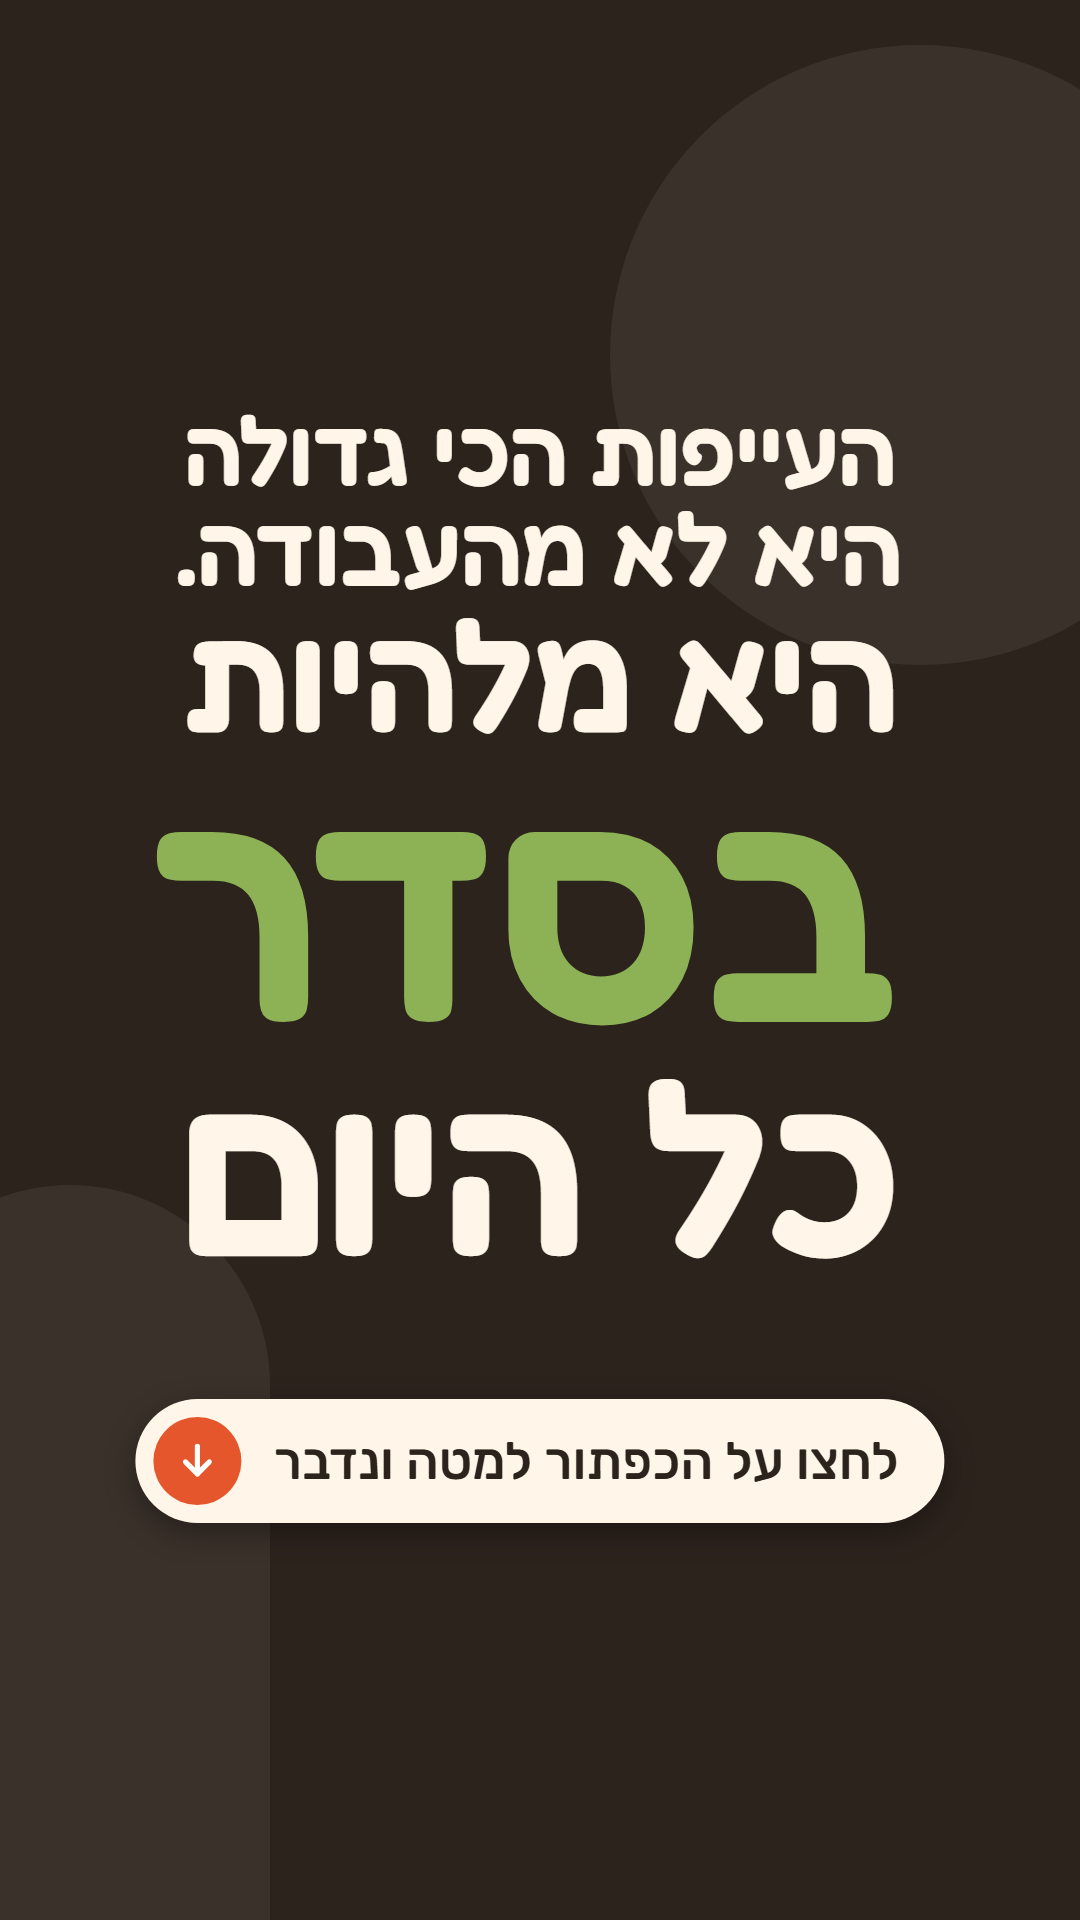 העייפות הכי גדולה
היא לא מהעבודה.
היא מלהיות
בסדר
כל היום
לחצו על הכפתור למטה ונדבר